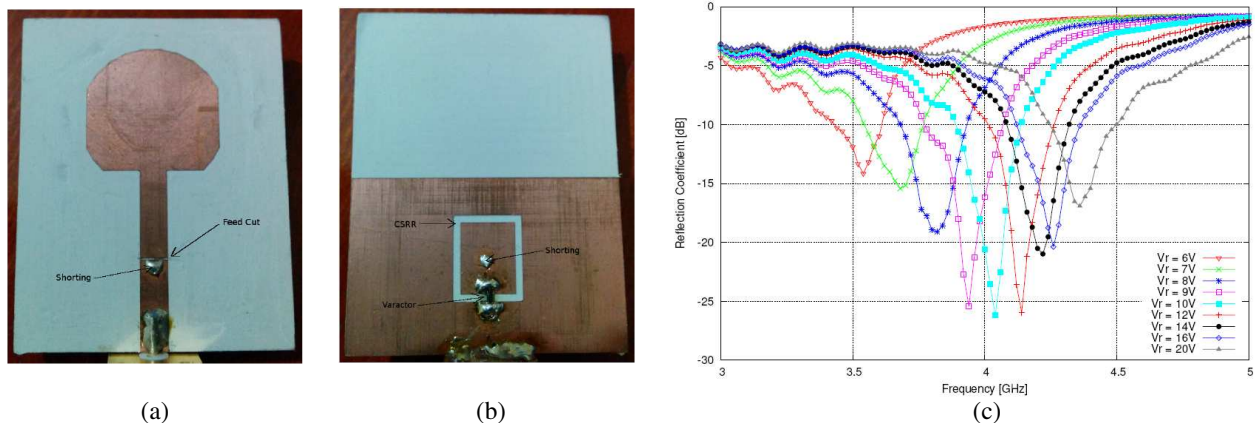 Feed Cut
Shorting
CSRR
Shorting
Varactor
0
-5
-10
-15
-20
-25
-30
Reflection Coefficient [dB]
Vr = 6V
Vr = 7V
Vr = 8V
Vr = 9V
Vr = 10V
Vr = 12V
Vr = 14V
Vr = 16V
Vr = 20V
3 3.5 4 4.5 5
Frequency [GHz]
(a) (b) (c)